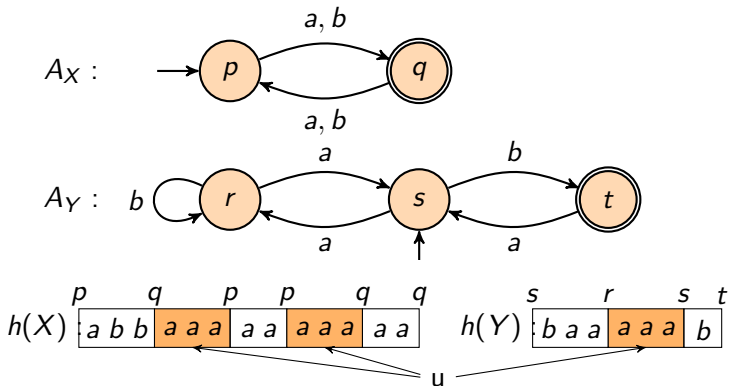 a, b
A_X : p q
a, b
a b
A_Y : b r s t
a a
p q p p q q s r s t
h(X) : a b b a a a a a a a a a a h(Y) : b a a a a a b
u